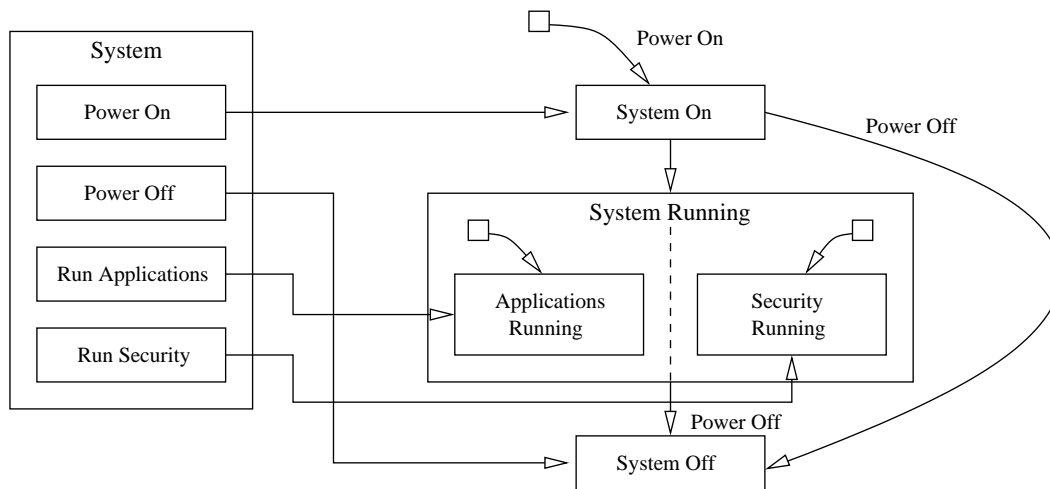 System
Power On
Power Off
Run Applications
Run Security
Power On
System On
Power Off
System Running
Applications
Running
Security
Running
Power Off
System Off